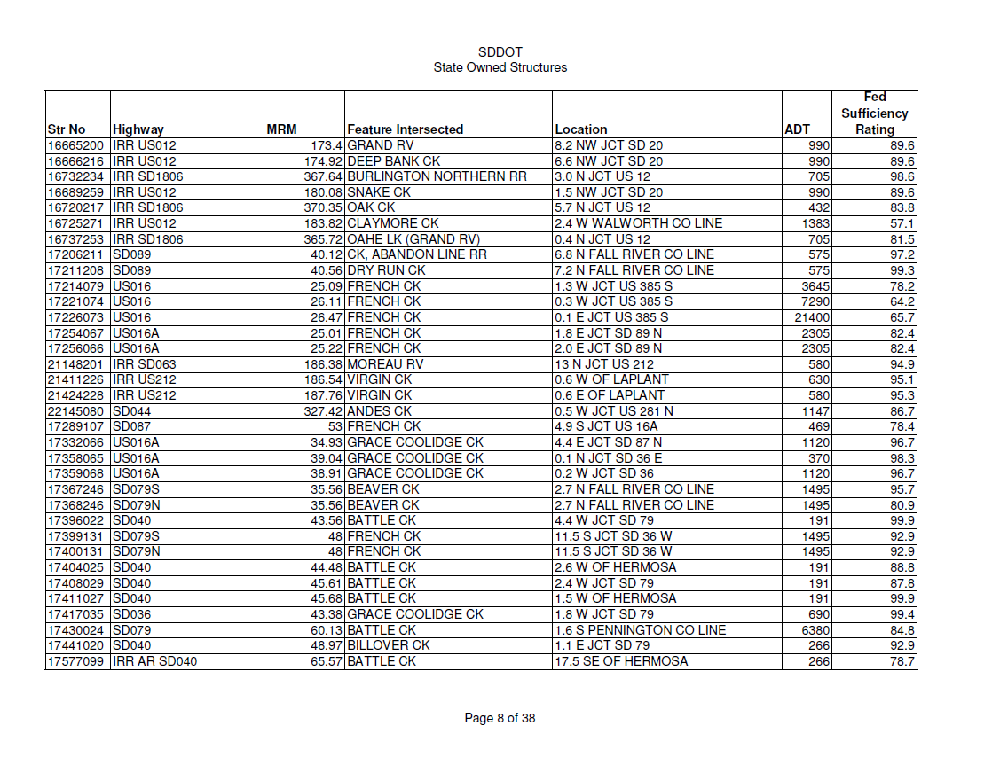 SDDOT
State Owned Structures
Fed
Sufficiency
Str No Highway MRM Feature Intersected Location ADT Rating
16665200 IRR US012 173.4 GRAND RV 8.2 NW JCT SD 20 990 89.6
16666216 IRR US012 174.92 DEEP BANK CK 6.6 NW JCT SD 20 990 89.6
16732234 IRR SD1806 367.64 BURLINGTON NORTHERN RR 3.0 N JCT US 12 705 98.6
16689259 IRR US012 180.08 SNAKE CK 1.5 NW JCT SD 20 990 89.6
16720217 IRR SD1806 370.35 OAK CK 5.7 N JCT US 12 432 83.8
16725271 IRR US012 183.82 CLAYMORE CK 2.4 W WALWORTH CO LINE 1383 57.1
16737253 IRR SD1806 365.72 OAHE LK (GRAND RV) 0.4 N JCT US 12 705 81.5
17206211 SD089 40.12 CK, ABANDON LINE RR 6.8 N FALL RIVER CO LINE 575 97.2
17211208 SD089 40.56 DRY RUN CK 7.2 N FALL RIVER CO LINE 575 99.3
17214079 US016 25.09 FRENCH CK 1.3 W JCT US 385 S 3645 78.2
17221074 US016 26.11 FRENCH CK 0.3 W JCT US 385 S 7290 64.2
17226073 US016 26.47 FRENCH CK 0.1 E JCT US 385 S 21400 65.7
17254067 US016A 25.01 FRENCH CK 1.8 E JCT SD 89 N 2305 82.4
17256066 US016A 25.22 FRENCH CK 2.0 E JCT SD 89 N 2305 82.4
21148201 IRR SD063 186.38 MOREAU RV 13 N JCT US 212 580 94.9
21411226 IRR US212 186.54 VIRGIN CK 0.6 W OF LAPLANT 630 95.1
21424228 IRR US212 187.76 VIRGIN CK 0.6 E OF LAPLANT 580 95.3
22145080 SD044 327.42 ANDES CK 0.5 W JCT US 281 N 1147 86.7
17289107 SD087 53 FRENCH CK 4.9 S JCT US 16A 469 78.4
17332066 US016A 34.93 GRACE COOLIDGE CK 4.4 E JCT SD 87 N 1120 96.7
17358065 US016A 39.04 GRACE COOLIDGE CK 0.1 N JCT SD 36 E 370 98.3
17359068 US016A 38.91 GRACE COOLIDGE CK 0.2 W JCT SD 36 1120 96.7
17367246 SD079S 35.56 BEAVER CK 2.7 N FALL RIVER CO LINE 1495 95.7
17368246 SD079N 35.56 BEAVER CK 2.7 N FALL RIVER CO LINE 1495 80.9
17396022 SD040 43.56 BATTLE CK 4.4 W JCT SD 79 191 99.9
17399131 SD079S 48 FRENCH CK 11.5 S JCT SD 36 W 1495 92.9
17400131 SD079N 48 FRENCH CK 11.5 S JCT SD 36 W 1495 92.9
17404025 SD040 44.48 BATTLE CK 2.6 W OF HERMOSA 191 88.8
17408029 SD040 45.61 BATTLE CK 2.4 W JCT SD 79 191 87.8
17411027 SD040 45.68 BATTLE CK 1.5 W OF HERMOSA 191 99.9
17417035 SD036 43.38 GRACE COOLIDGE CK 1.8 W JCT SD 79 690 99.4
17430024 SD079 60.13 BATTLE CK 1.6 S PENNINGTON CO LINE 6380 84.8
17441020 SD040 48.97 BILLOVER CK 1.1 E JCT SD 79 266 92.9
17577099 IRR AR SD040 65.57 BATTLE CK 17.5 SE OF HERMOSA 266 78.7
Page 8 of 38